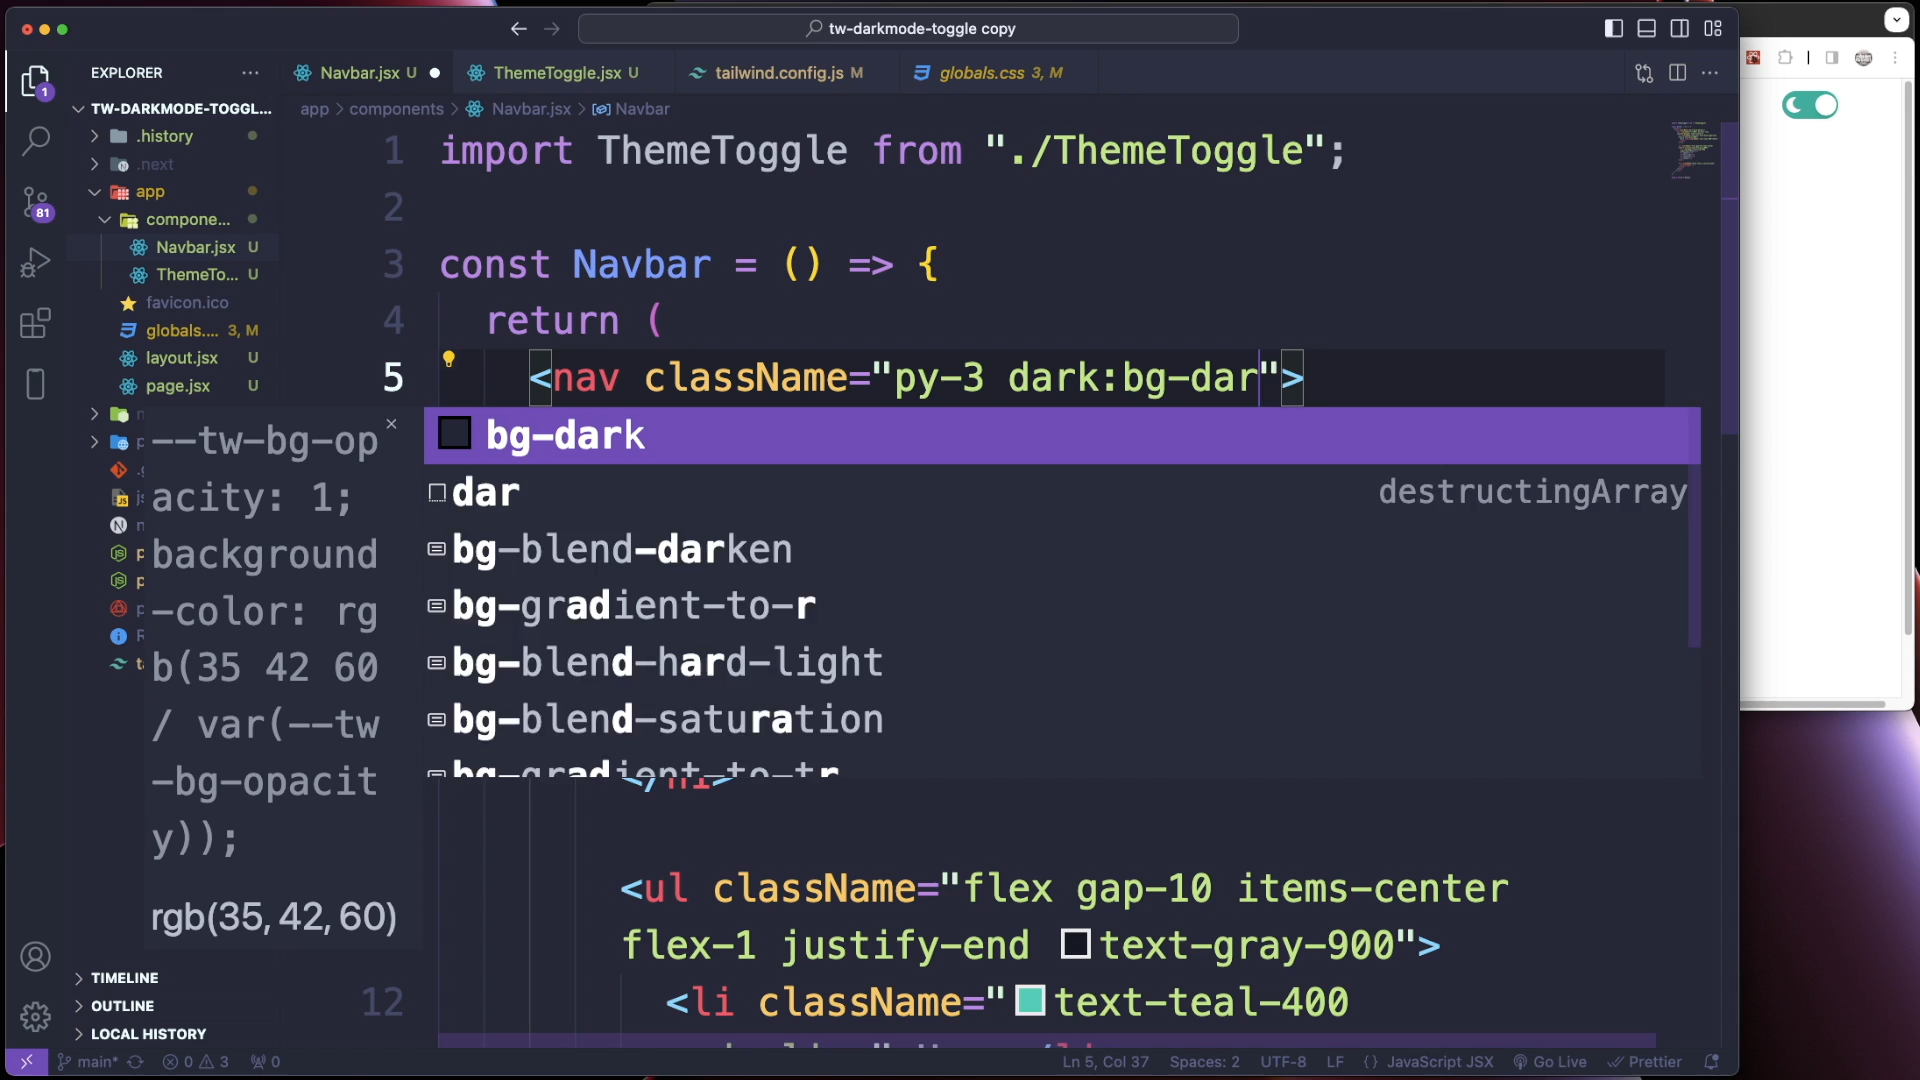 tw-darkmode-toggle copy
EXPLORER
Navbar.jsx U
ThemeToggle.jsx U
tailwind.config.js M
globals.css 3, M
1
TW-DARKMODE-TOGGL...
app > components > Navbar.jsx > Navbar
.history
.next
app
compone...
Navbar.jsx U
ThemeTo... U
favicon.ico
globals.... 3, M
layout.jsx U
page.jsx U
81
1 import ThemeToggle from "./ThemeToggle";
2
3 const Navbar = () => {
4 return (
5 <nav className="py-3 dark:bg-dar">
--tw-bg-op
acity: 1;
background
-color: rg
b(35 42 60
/ var(--tw
-bg-opacit
y));
rgb(35, 42, 60)
bg-dark
dar destructingArray
bg-blend-darken
bg-gradient-to-r
bg-blend-hard-light
bg-blend-saturation
bg-gradient-to-tr
</h1>
<ul className="flex gap-10 items-center
flex-1 justify-end text-gray-900">
12 <li className="text-teal-400
TIMELINE
OUTLINE
LOCAL HISTORY
main* 0 3 0
Ln 5, Col 37 Spaces: 2 UTF-8 LF {} JavaScript JSX Go Live Prettier